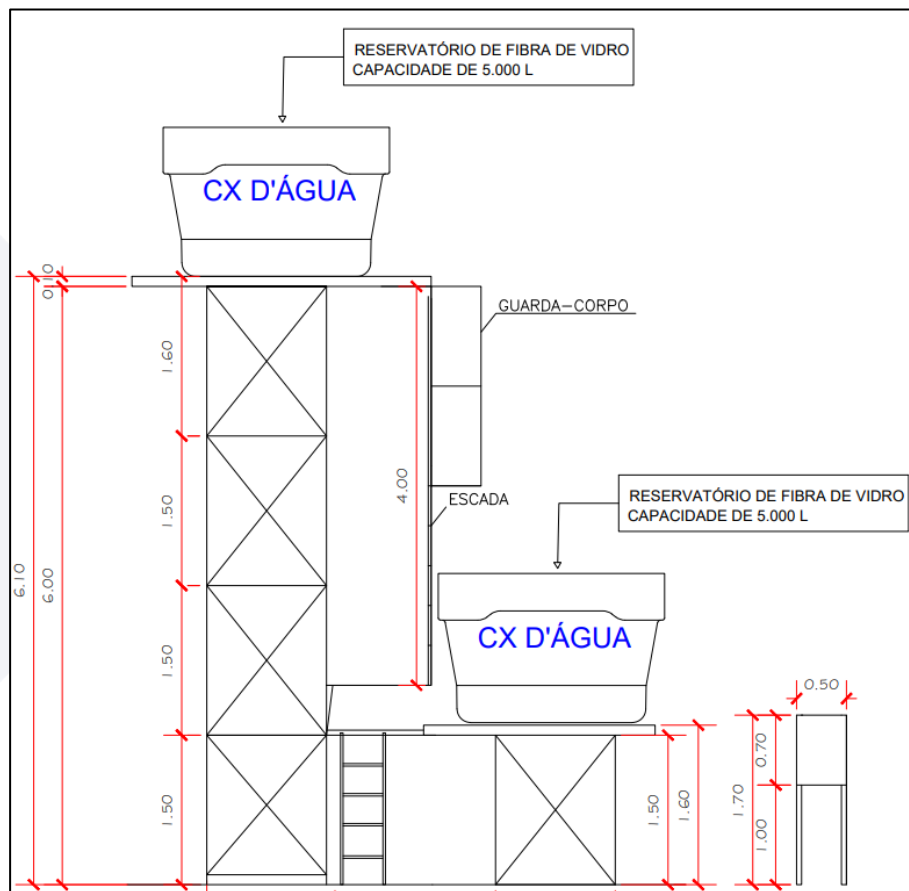 RESERVATÓRIO DE FIBRA DE VIDRO
CAPACIDADE DE 5.000 L
CX D'ÁGUA
0.10
GUARDA-CORPO
1.60
4.00
RESERVATÓRIO DE FIBRA DE VIDRO
CAPACIDADE DE 5.000 L
ESCADA
1.50
6.10
6.00
CX D'ÁGUA
1.50
0.50
0.70
1.50
1.50
1.60
1.70
1.00